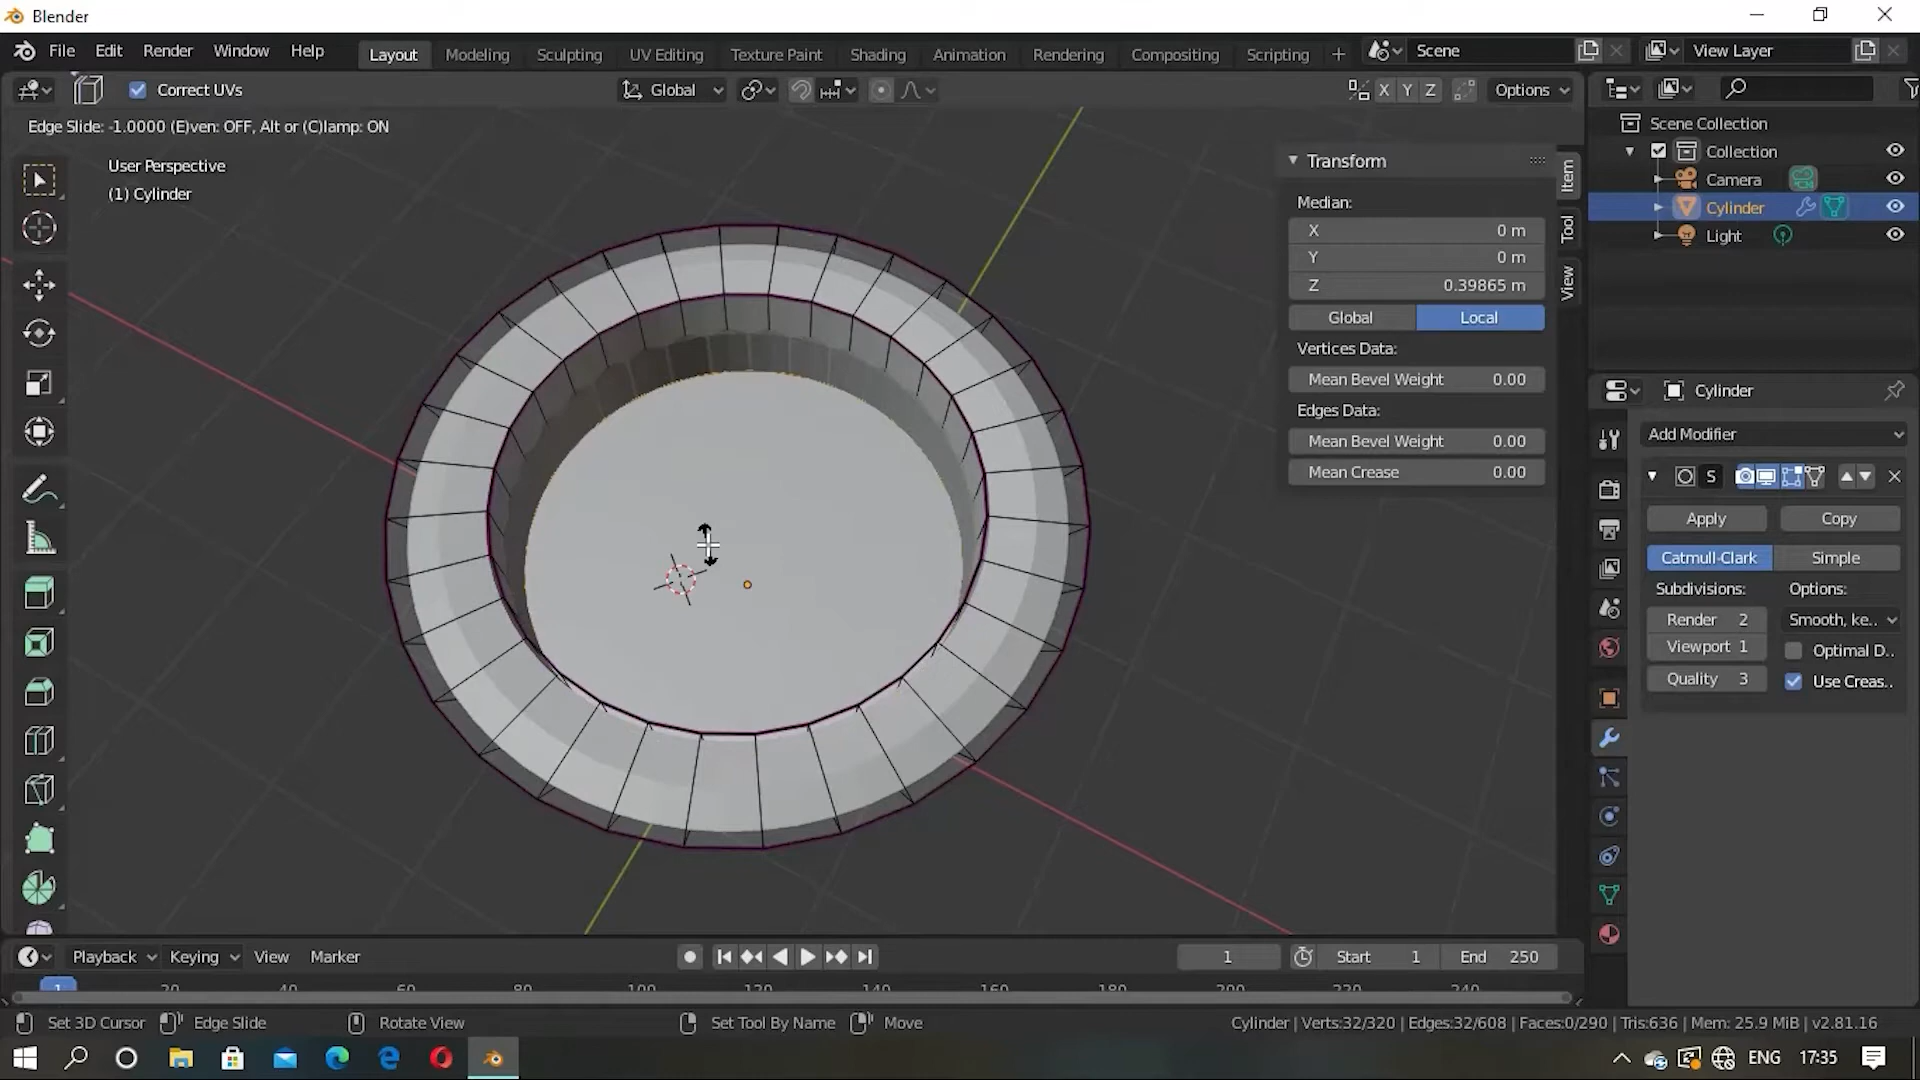 Blender
File Edit Render Window Help Layout Modeling Sculpting UV Editing Texture Paint Shading Animation Rendering Compositing Scripting + Scene View Layer
Correct UVs Global X Y Z Options
Edge Slide: -1.0000 (E)ven: OFF, Alt or (C)lamp: ON
User Perspective
(1) Cylinder
Transform
Median:
X 0 m
Y 0 m
Z 0.39865 m
Global Local
Vertices Data:
Mean Bevel Weight 0.00
Edges Data:
Mean Bevel Weight 0.00
Mean Crease 0.00
Item
Tool
View
Scene Collection
Collection
Camera
Cylinder
Light
Cylinder
Add Modifier
S
Apply Copy
Catmull-Clark Simple
Subdivisions: Options:
Render 2 Smooth, ke..
Viewport 1 Optimal D..
Quality 3 Use Creas..
Playback Keying View Marker 1 Start 1 End 250
1 20 40 60 80 100 120 140 160 180 200 220 240
Set 3D Cursor Edge Slide Rotate View Set Tool By Name Move Cylinder | Verts:32/320 | Edges:32/608 | Faces:0/290 | Tris:636 | Mem: 25.9 MiB | v2.81.16
ENG 17:35